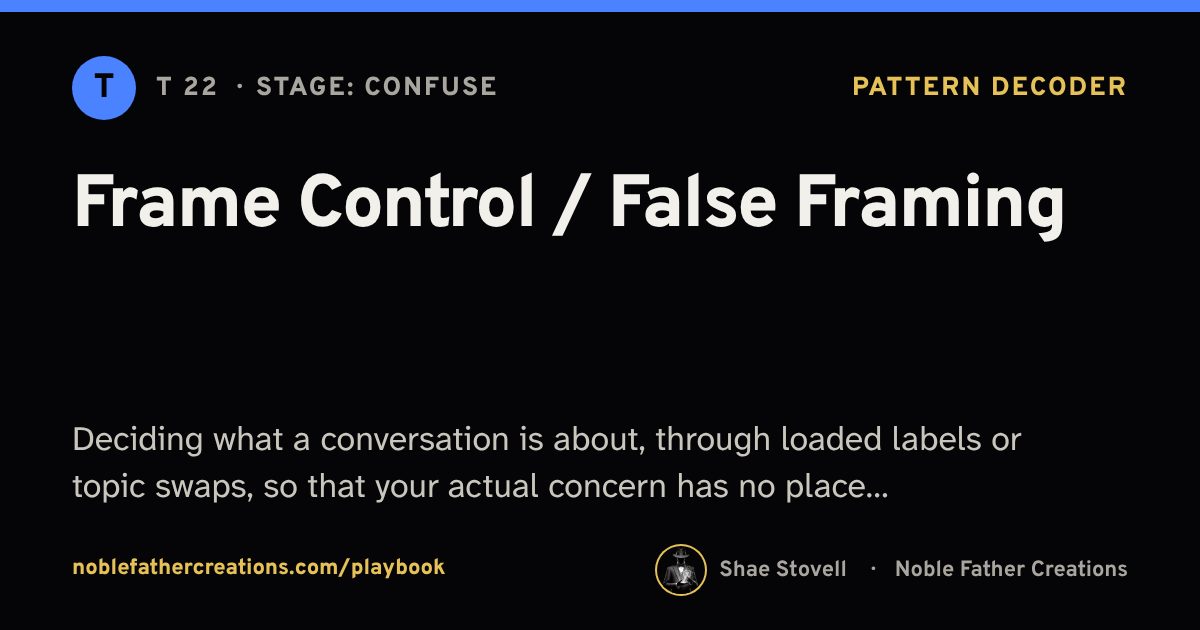 T T 22 · STAGE: CONFUSE PATTERN DECODER
Frame Control / False Framing
Deciding what a conversation is about, through loaded labels or
topic swaps, so that your actual concern has no place...
noblefathercreations.com/playbook Shae Stovell · Noble Father Creations